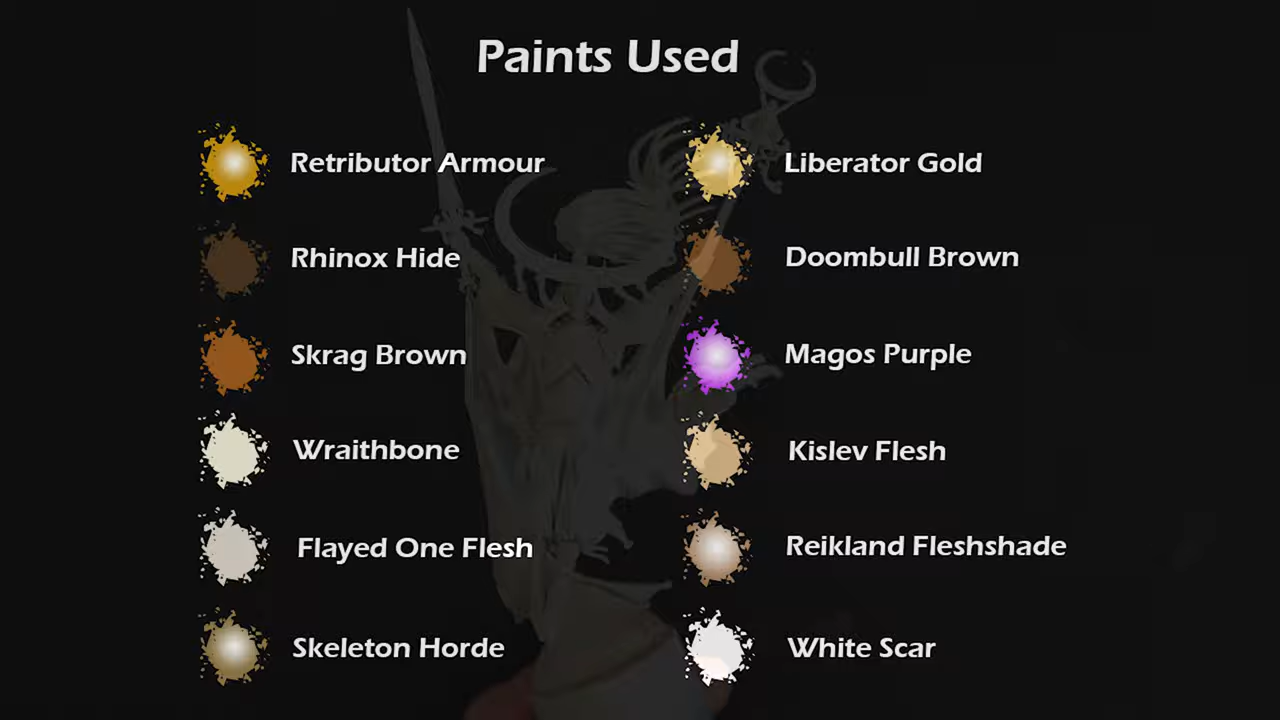 Paints Used
Retributor Armour
Liberator Gold
Rhinox Hide
Doombull Brown
Skrag Brown
Magos Purple
Wraithbone
Kislev Flesh
Flayed One Flesh
Reikland Fleshshade
Skeleton Horde
White Scar